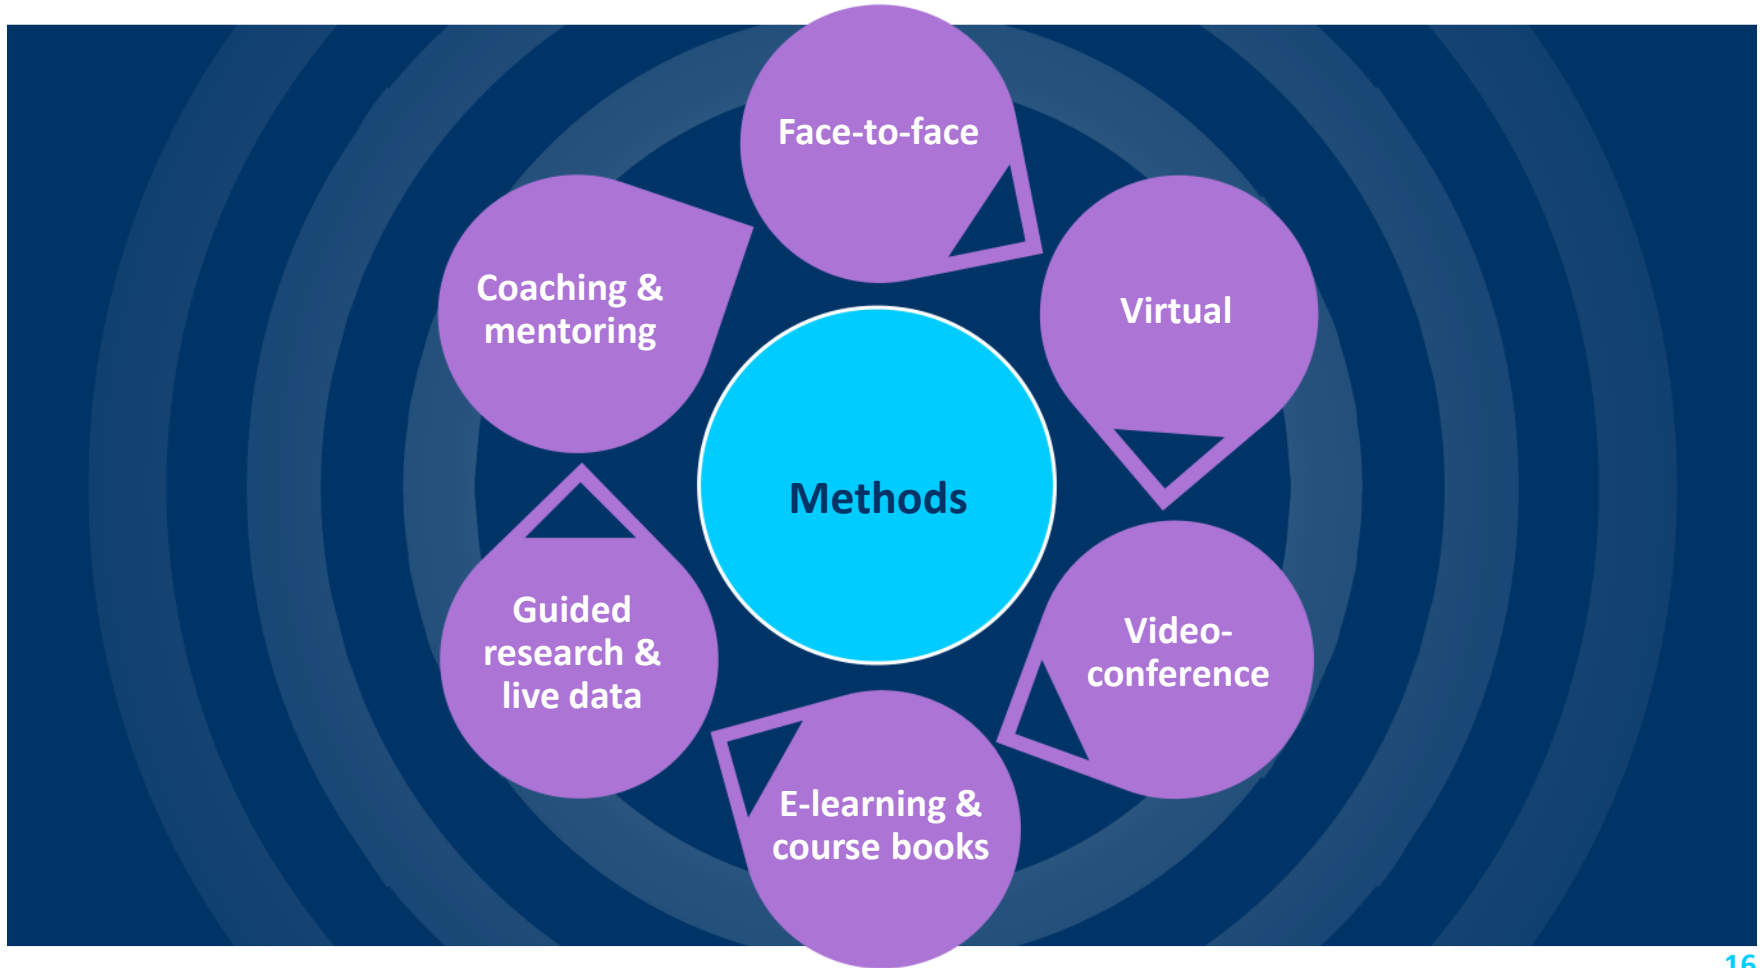 Face-to-face
Virtual
Video-
conference
E-learning &
course books
Guided
research &
live data
Coaching &
mentoring
Methods
16